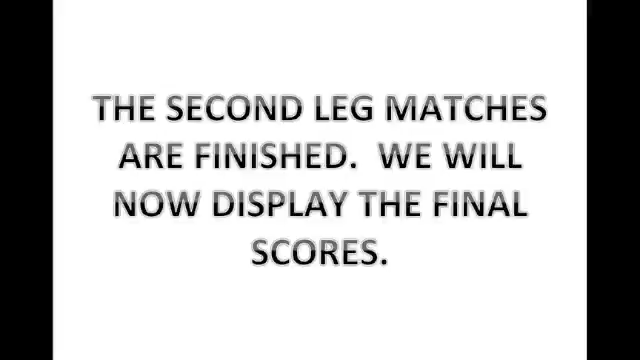 THE SECOND LEG MATCHES
ARE FINISHED.  WE WILL
NOW DISPLAY THE FINAL
SCORES.